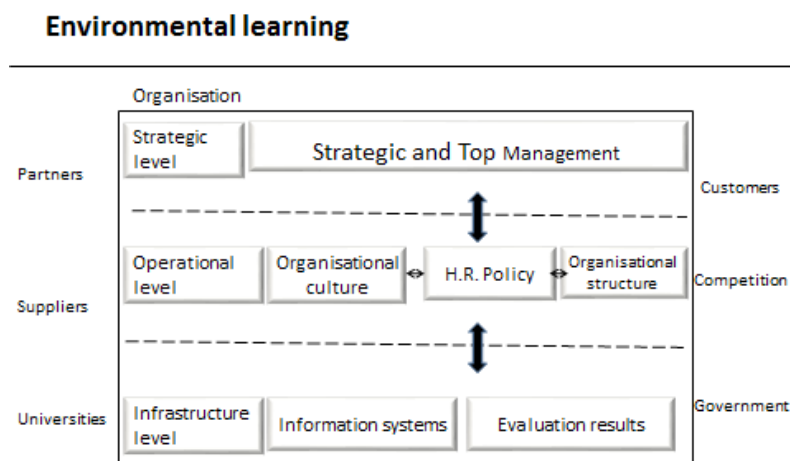 Environmental learning
Organisation
Strategic
level
Strategic and Top Management
Partners
Customers
Operational
level
Organisational
culture
H.R. Policy
Organisational
structure
Competition
Suppliers
Universities
Infrastructure
level
Information systems
Evaluation results
Government